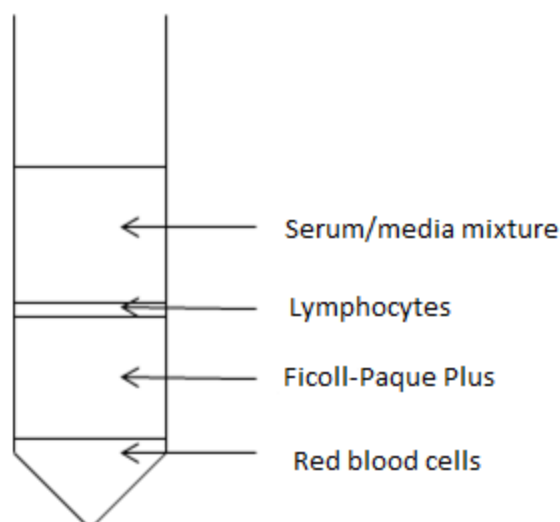 Serum/media mixture
Lymphocytes
Ficoll-Paque Plus
Red blood cells